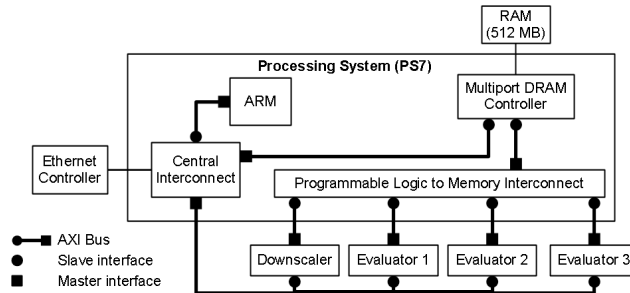 RAM
(512 MB)
Processing System (PS7)
ARM
Multiport DRAM
Controller
Ethernet
Controller
Central
Interconnect
Programmable Logic to Memory Interconnect
AXI Bus
Slave interface
Master interface
Downscaler
Evaluator 1
Evaluator 2
Evaluator 3